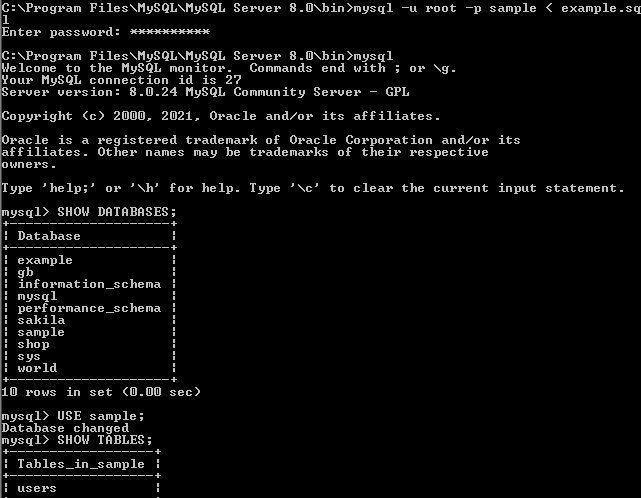 C:\Program Files\MySQL\MySQL Server 8.0\bin>mysql -u root -p sample < example.sq
l
Enter password: **********
C:\Program Files\MySQL\MySQL Server 8.0\bin>mysql
Welcome to the MySQL monitor.  Commands end with ; or \g.
Your MySQL connection id is 27
Server version: 8.0.24 MySQL Community Server - GPL
Copyright (c) 2000, 2021, Oracle and/or its affiliates.
Oracle is a registered trademark of Oracle Corporation and/or its
affiliates. Other names may be trademarks of their respective
owners.
Type 'help;' or '\h' for help. Type '\c' to clear the current input statement.
mysql> SHOW DATABASES;
+--------------------+
| Database           |
+--------------------+
| example            |
| gb                 |
| information_schema |
| mysql              |
| performance_schema |
| sakila             |
| sample             |
| shop               |
| sys                |
| world              |
+--------------------+
10 rows in set (0.00 sec)
mysql> USE sample;
Database changed
mysql> SHOW TABLES;
+------------------+
| Tables_in_sample |
+------------------+
| users            |